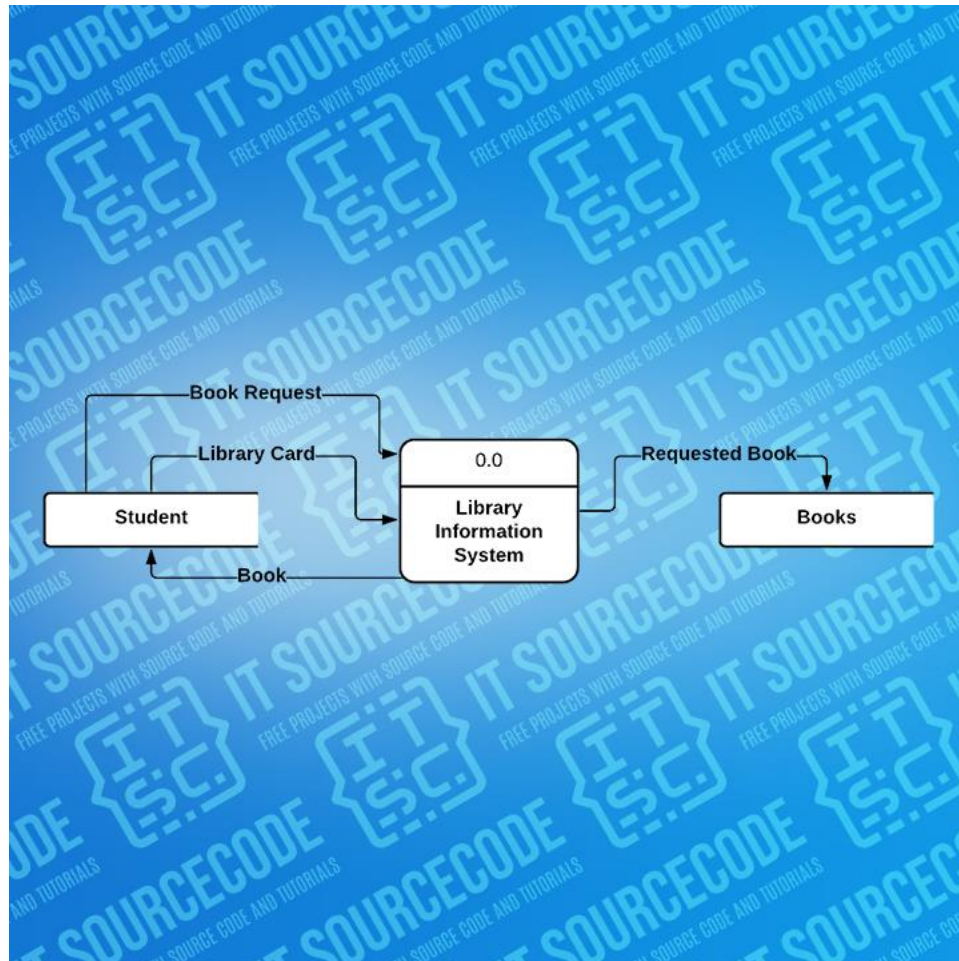 Book Request
Library Card
0.0
Requested Book
Student
Library
Information
System
Books
Book
IT SOURCECODE
FREE PROJECTS WITH SOURCE CODE AND TUTORIALS
ITSC